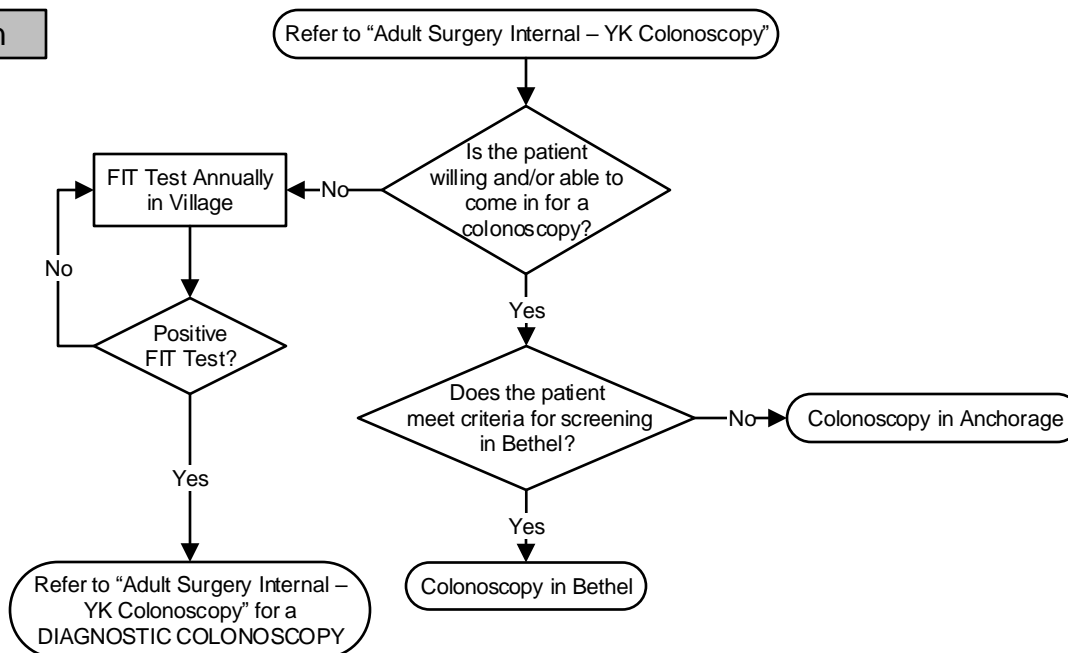 Refer to “Adult Surgery Internal – YK Colonoscopy”
Is the patient
willing and/or able to
come in for a
colonoscopy?
No
FIT Test Annually
in Village
No
Yes
Positive
FIT Test?
Does the patient
meet criteria for screening
in Bethel?
No
Colonoscopy in Anchorage
Yes
Yes
Refer to “Adult Surgery Internal –
YK Colonoscopy” for a
DIAGNOSTIC COLONOSCOPY
Colonoscopy in Bethel